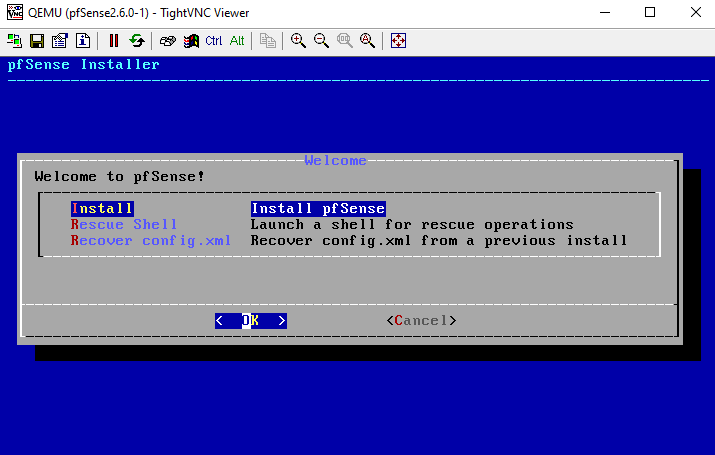 QEMU (pfSense2.6.0-1) - TightVNC Viewer
Ctrl Alt
pfSense Installer
Welcome
Welcome to pfSense!
Install Install pfSense
Rescue Shell Launch a shell for rescue operations
Recover config.xml Recover config.xml from a previous install
< OK > <Cancel>